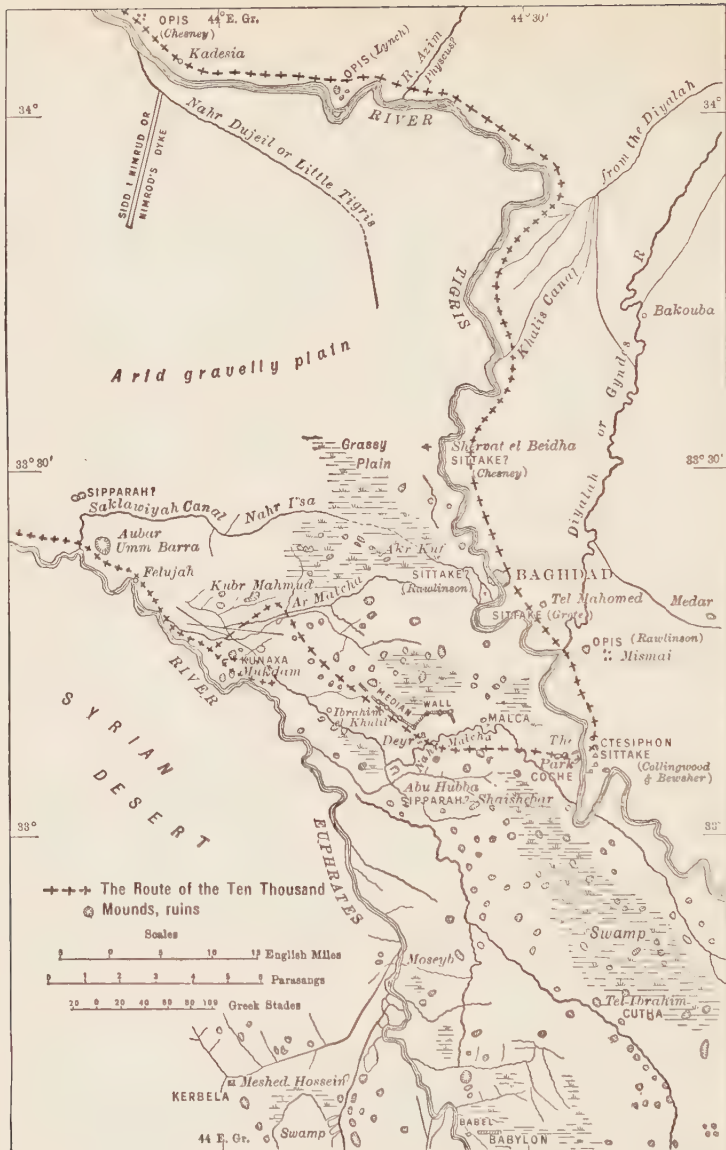 44° E. Gr.
44° 30'
OPIS
(Chesney)
Kadesia
OPIS (Lynch)
R. Azim
Physcus?
34°
34°
RIVER
TIGRIS
Nahr Dujeil or Little Tigris
SIDD I NIMRUD OR
NIMROD'S DYKE
from the Diyalah
Khalis Canal
Bakouba
Diyalah or Gyndes R
Arid gravelly plain
33° 30'
33° 30'
Grassy
Plain
Shervat el Beidha
SITTAKE?
(Chesney)
SIPPARAH?
Saklawiyah Canal
Nahr I'sa
Aubar
Umm Barra
Felujah
Akr Kuf
SITTAKE?
(Rawlinson)
BAGHDAD
Kubr Mahmud
Ar Matcha
Tel Mahomed
Medar
SITTAKE (Grote)
OPIS (Rawlinson)
Mismai
KUNAXA
Mukdam
RIVER
EUPHRATES
MEDIAN WALL
Ibrahim
el Khulil
Deyr
Nahr Malcha
MALCA
The
Park
COCHE
CTESIPHON
SITTAKE
(Collingwood
& Bewsher)
SYRIAN
DESERT
Abu Hubba
SIPPARAH?
Shaishobar
33°
33°
+++ The Route of the Ten Thousand
Mounds, ruins
Scales
English Miles
Parasangs
Greek Stades
Moseyb
Swamp
Tel-Ibrahim
CUTHA
Meshed Hossein
KERBELA
Swamp
44 E. Gr.
BABEL
BABYLON